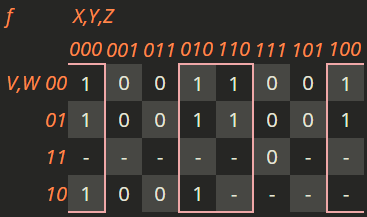 f X,Y,Z
000 001 011 010 110 111 101 100
V,W 00 1 0 0 1 1 0 0 1
01 1 0 0 1 1 0 0 1
11 - - - - - 0 - -
10 1 0 0 1 - - - -